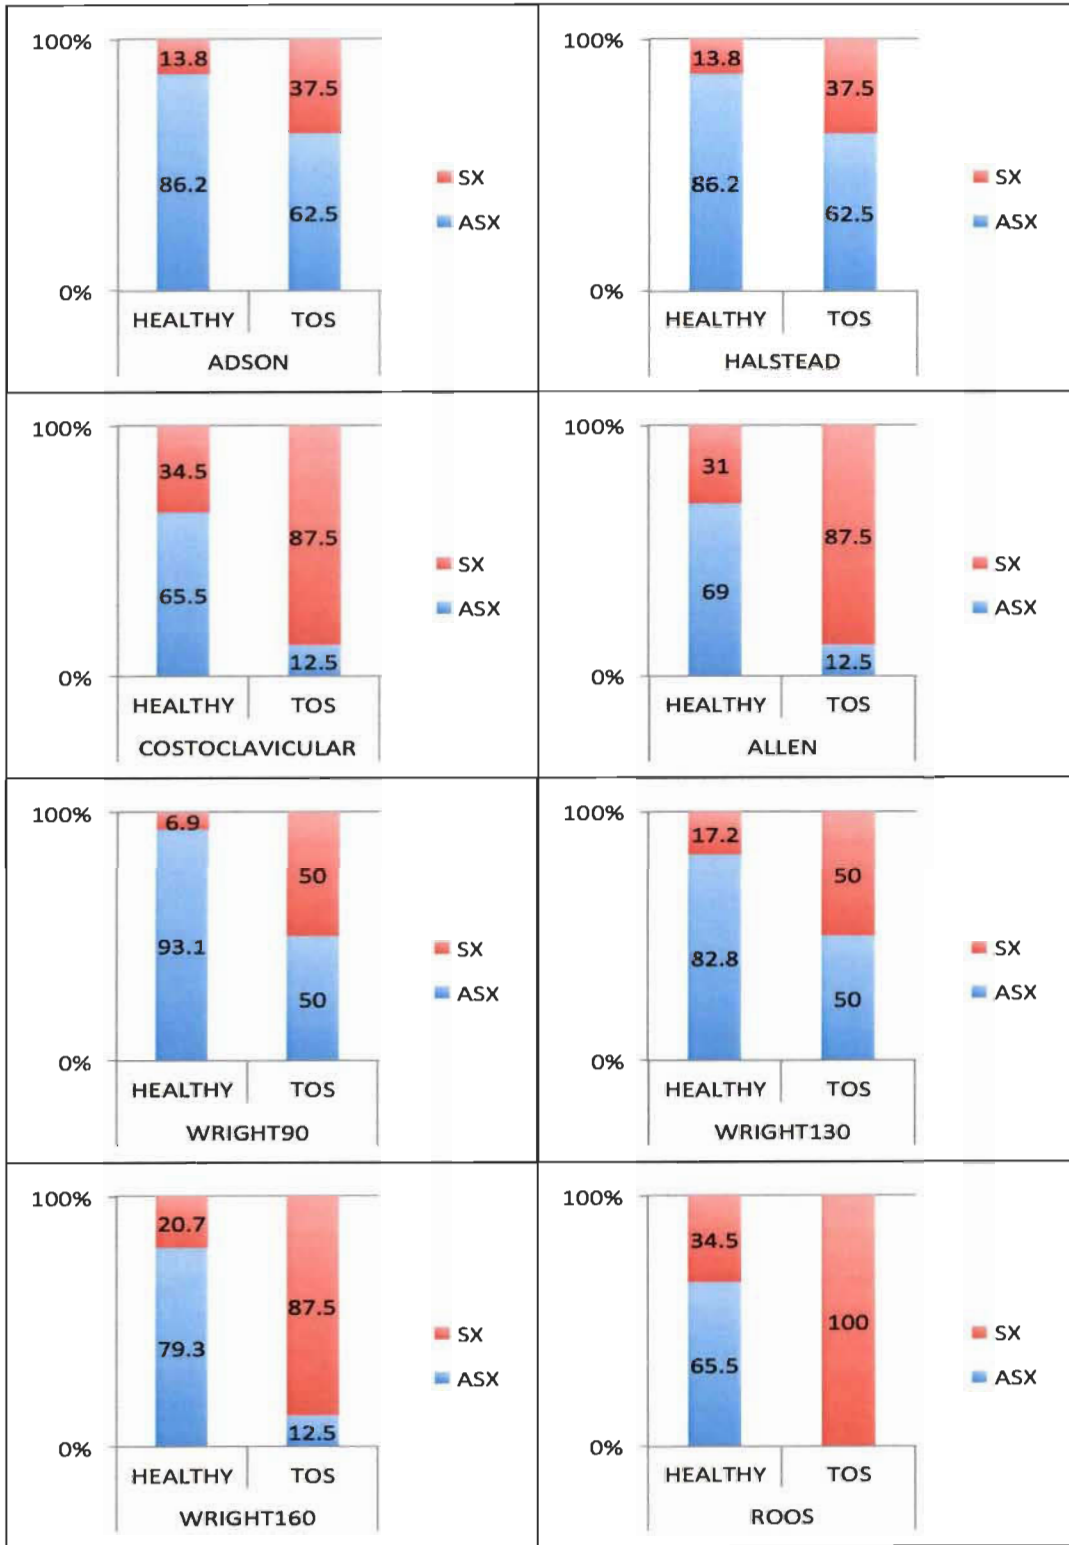 100%
13.8
37.5
86.2
62.5
SX
ASX
0%
HEALTHY TOS
ADSON
100%
13.8
37.5
86.2
62.5
SX
ASX
0%
HEALTHY TOS
HALSTEAD
100%
34.5
87.5
65.5
12.5
SX
ASX
0%
HEALTHY TOS
COSTOCLAVICULAR
100%
31
87.5
69
12.5
SX
ASX
0%
HEALTHY TOS
ALLEN
100%
6.9
50
93.1
50
SX
ASX
0%
HEALTHY TOS
WRIGHT90
100%
17.2
50
82.8
50
SX
ASX
0%
HEALTHY TOS
WRIGHT130
100%
20.7
87.5
79.3
12.5
SX
ASX
0%
HEALTHY TOS
WRIGHT160
100%
34.5
100
65.5
SX
ASX
0%
HEALTHY TOS
ROOS